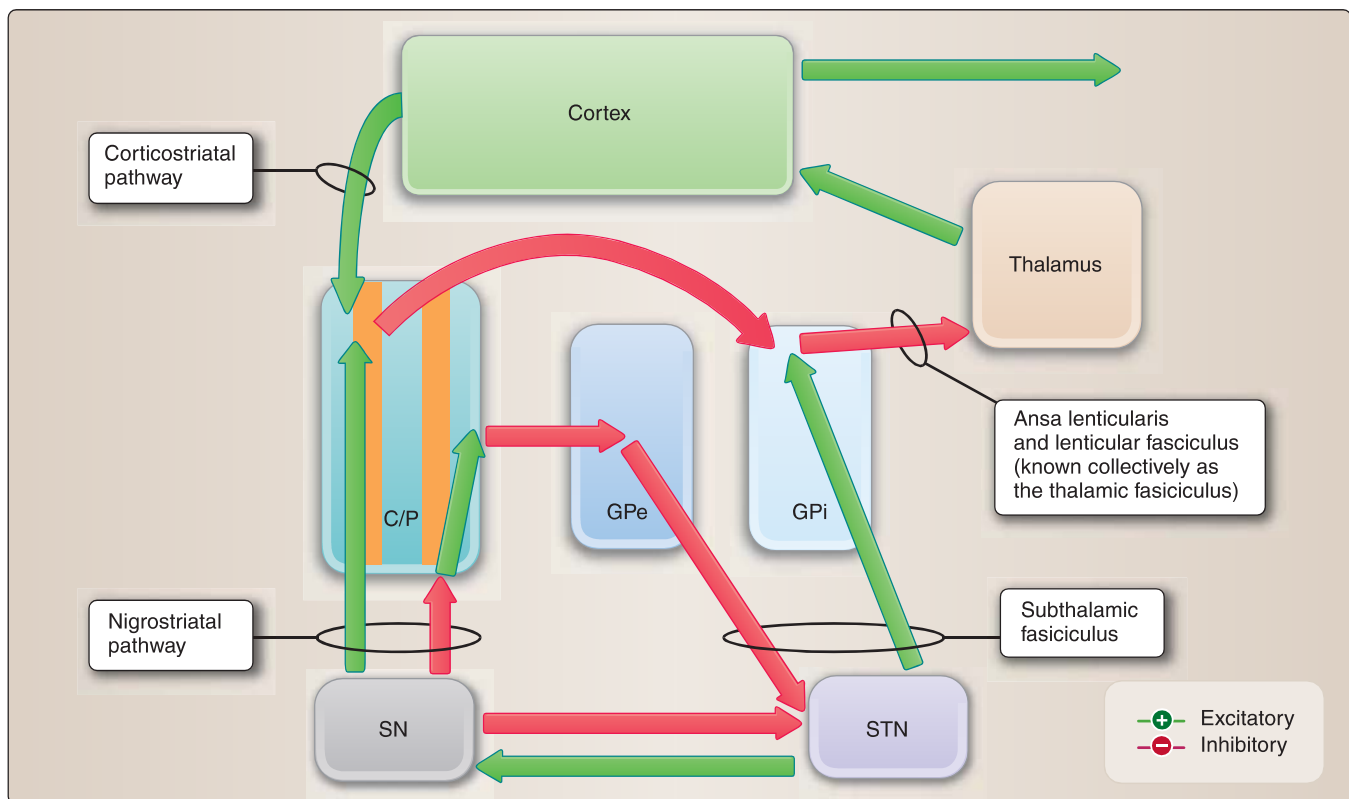 Cortex
Corticostriatal
pathway
Thalamus
Ansa lenticularis
and lenticular fasciculus
(known collectively as
the thalamic fasiciculus)
C/P
GPe
GPi
Nigrostriatal
pathway
Subthalamic
fasiciculus
SN
STN
+ Excitatory
− Inhibitory